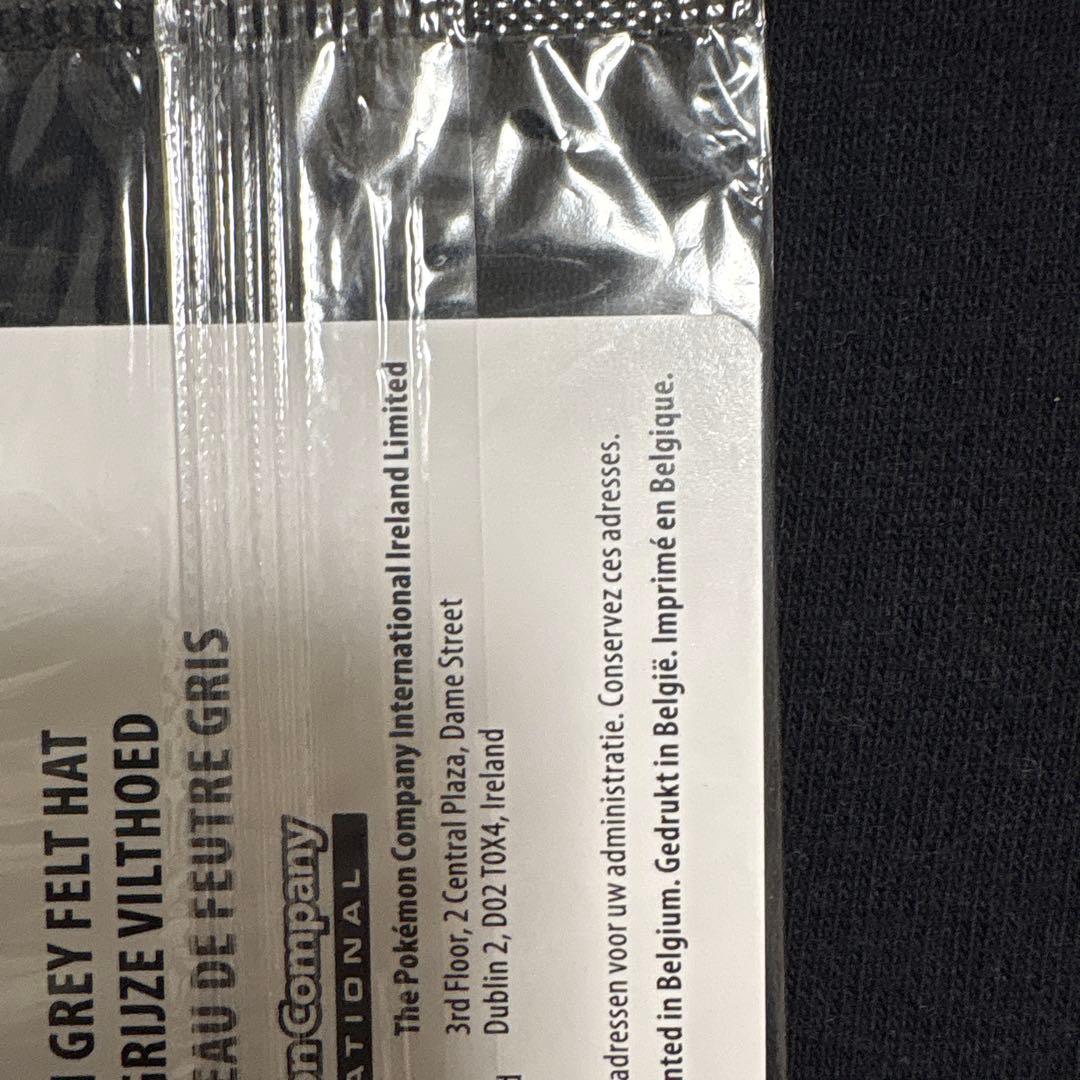 GREY FELT HAT
GRIJZE VILTHOED
EAU DE FEUTRE GRIS
onCompany
ATIONAL
The Pokémon Company International Ireland Limited
3rd Floor, 2 Central Plaza, Dame Street
Dublin 2, D02 T0X4, Ireland
adressen voor uw administratie. Conservez ces adresses.
nted in Belgium. Gedrukt in België. Imprimé en Belgique.